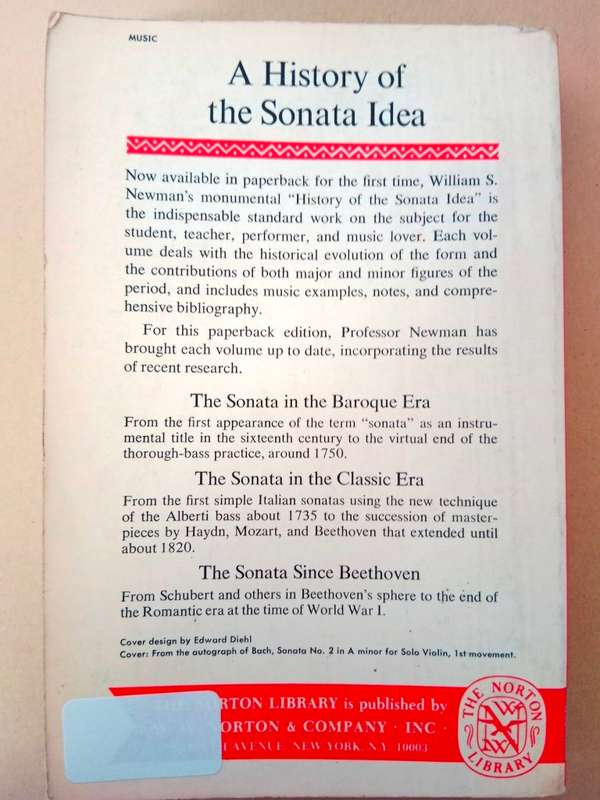 MUSIC
A History of
the Sonata Idea
Now available in paperback for the first time, William S.
Newman's monumental "History of the Sonata Idea" is
the indispensable standard work on the subject for the
student, teacher, performer, and music lover. Each vol-
ume deals with the historical evolution of the form and
the contributions of both major and minor figures of the
period, and includes music examples, notes, and compre-
hensive bibliography.
For this paperback edition, Professor Newman has
brought each volume up to date, incorporating the results
of recent research.
The Sonata in the Baroque Era
From the first appearance of the term "sonata" as an instru-
mental title in the sixteenth century to the virtual end of the
thorough-bass practice, around 1750.
The Sonata in the Classic Era
From the first simple Italian sonatas using the new technique
of the Alberti bass about 1735 to the succession of master-
pieces by Haydn, Mozart, and Beethoven that extended until
about 1820.
The Sonata Since Beethoven
From Schubert and others in Beethoven's sphere to the end of
the Romantic era at the time of World War I.
Cover design by Edward Diehl
Cover: From the autograph of Bach, Sonata No. 2 in A minor for Solo Violin, 1st movement.
THE NORTON LIBRARY is published by
NORTON & COMPANY · INC ·
AVENUE, NEW YORK, N.Y. 10003
THE NORTON
LIBRARY